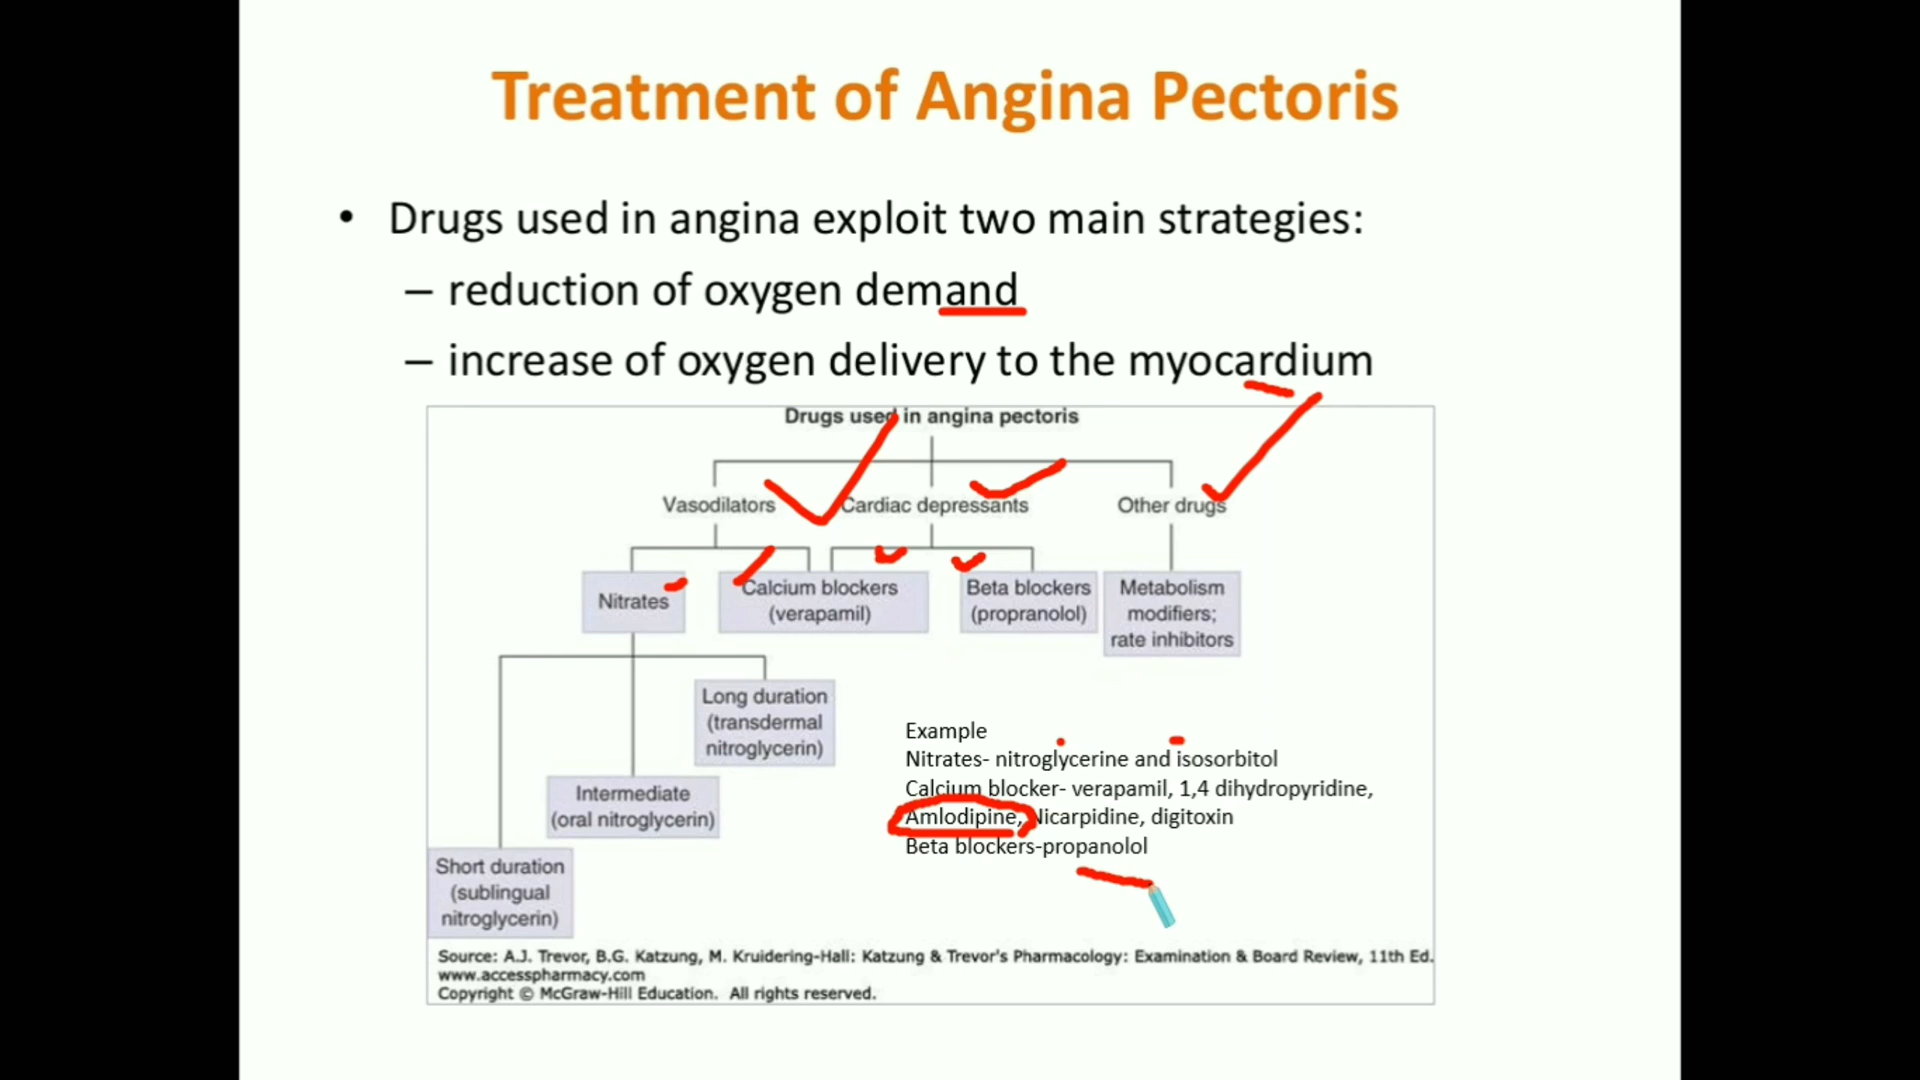 Treatment of Angina Pectoris
• Drugs used in angina exploit two main strategies:
– reduction of oxygen demand
– increase of oxygen delivery to the myocardium
Drugs used in angina pectoris
Vasodilators
Cardiac depressants
Other drugs
Nitrates
Calcium blockers
(verapamil)
Beta blockers
(propranolol)
Metabolism
modifiers;
rate inhibitors
Long duration
(transdermal
nitroglycerin)
Intermediate
(oral nitroglycerin)
Short duration
(sublingual
nitroglycerin)
Example
Nitrates- nitroglycerine and isosorbitol
Calcium blocker- verapamil, 1,4 dihydropyridine,
Amlodipine, Nicarpidine, digitoxin
Beta blockers-propanolol
Source: A.J. Trevor, B.G. Katzung, M. Kruidering-Hall: Katzung & Trevor's Pharmacology: Examination & Board Review, 11th Ed.
www.accesspharmacy.com
Copyright © McGraw-Hill Education. All rights reserved.